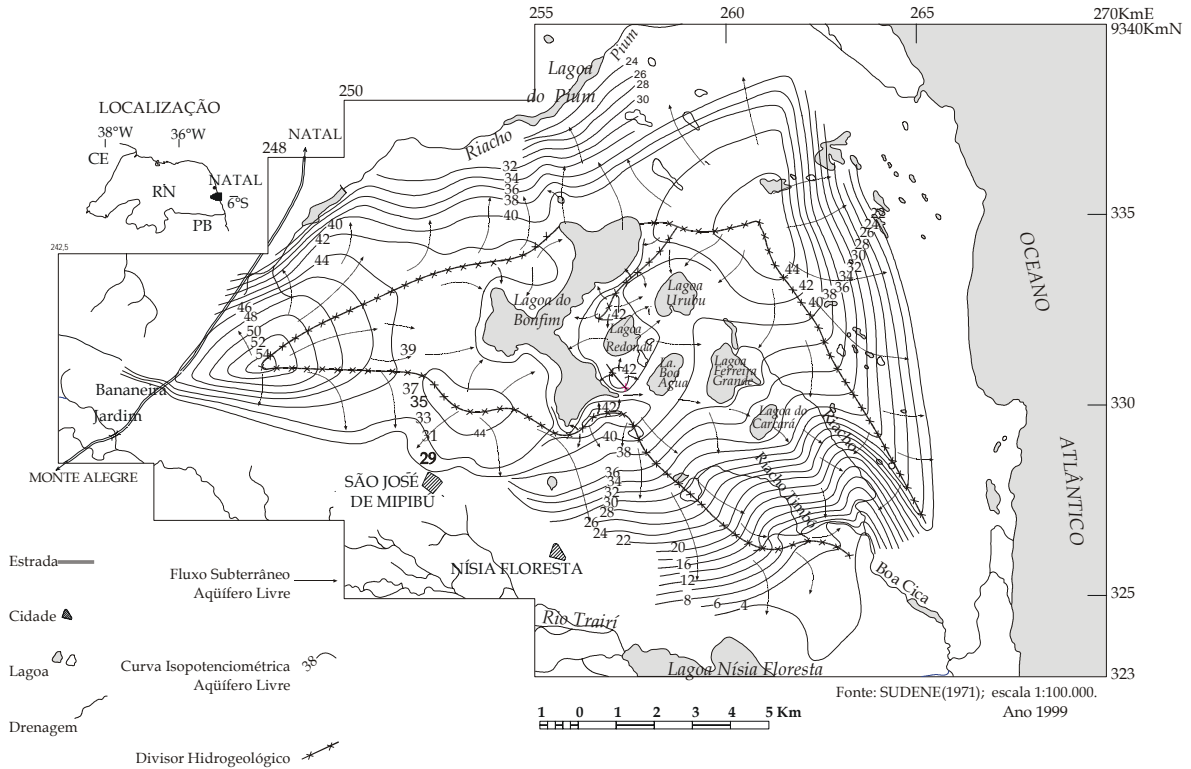 255
260
265
270KmE
9340KmN
Pium
Lagoa
do Pium
24
26
28
30
250
LOCALIZAÇÃO
38°W
36°W
CE
RN
NATAL
6°S
PB
248
NATAL
Riacho
32
34
36
38
40
335
40
42
44
22
24
26
28
30
32
34
36
38
44
42
40
242,5
OCEANO
ATLÂNTICO
Lagoa do
Bonfim
Lagoa
Urubu
42
Lagoa
Redonda
La.
Boa
Água
Lagoa
Ferreira
Grande
42
46
48
50
52
54
39
37
35
33
31
29
44
42
40
38
36
34
32
30
28
26
24
22
20
16
12
8
6
4
Lagoa do
Carcará
330
Bananeira
Jardim
MONTE ALEGRE
SÃO JOSÉ
DE MIPIBU
Riacho Timbó
NÍSIA FLORESTA
Boa Cica
325
Rio Trairí
Lagoa Nísia Floresta
323
Estrada
Cidade
Lagoa
Drenagem
Fluxo Subterrâneo
Aqüífero Livre
Curva Isopotenciométrica
Aqüífero Livre
38
Divisor Hidrogeológico
Fonte: SUDENE(1971); escala 1:100.000.
Ano 1999
1 0 1 2 3 4 5 Km